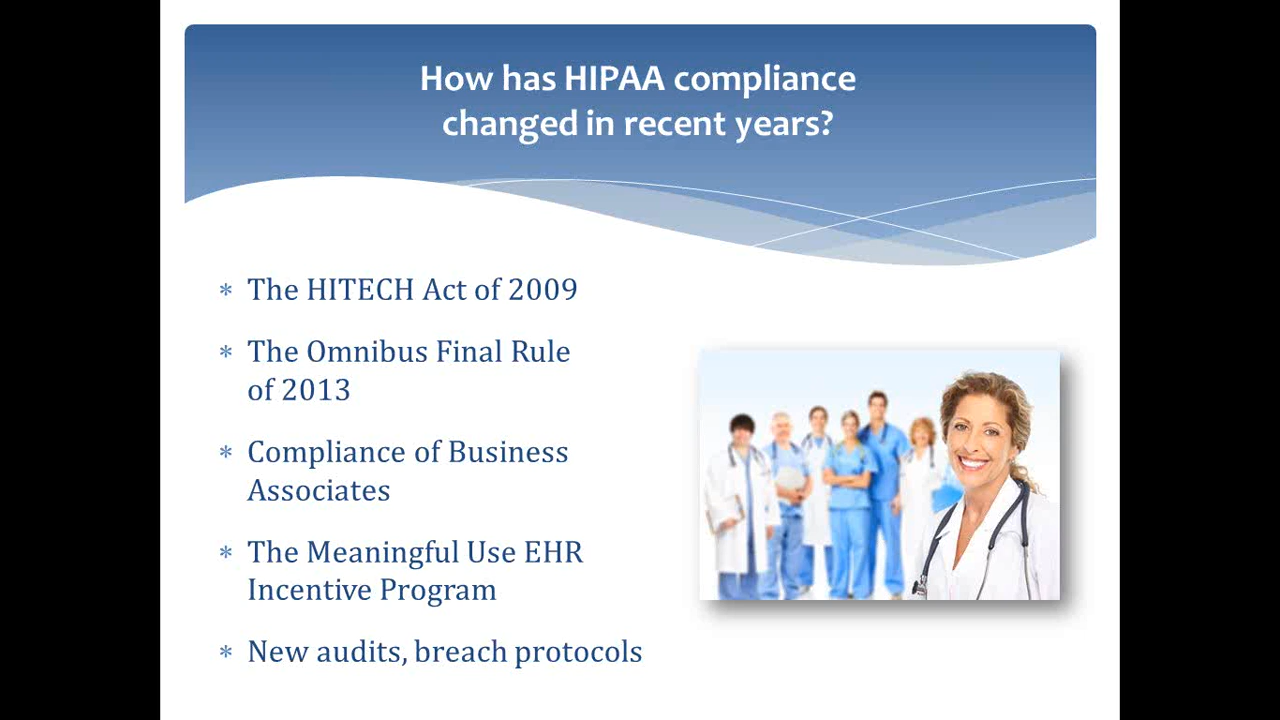 How has HIPAA compliance
changed in recent years?
* The HITECH Act of 2009
* The Omnibus Final Rule
of 2013
* Compliance of Business
Associates
* The Meaningful Use EHR
Incentive Program
* New audits, breach protocols